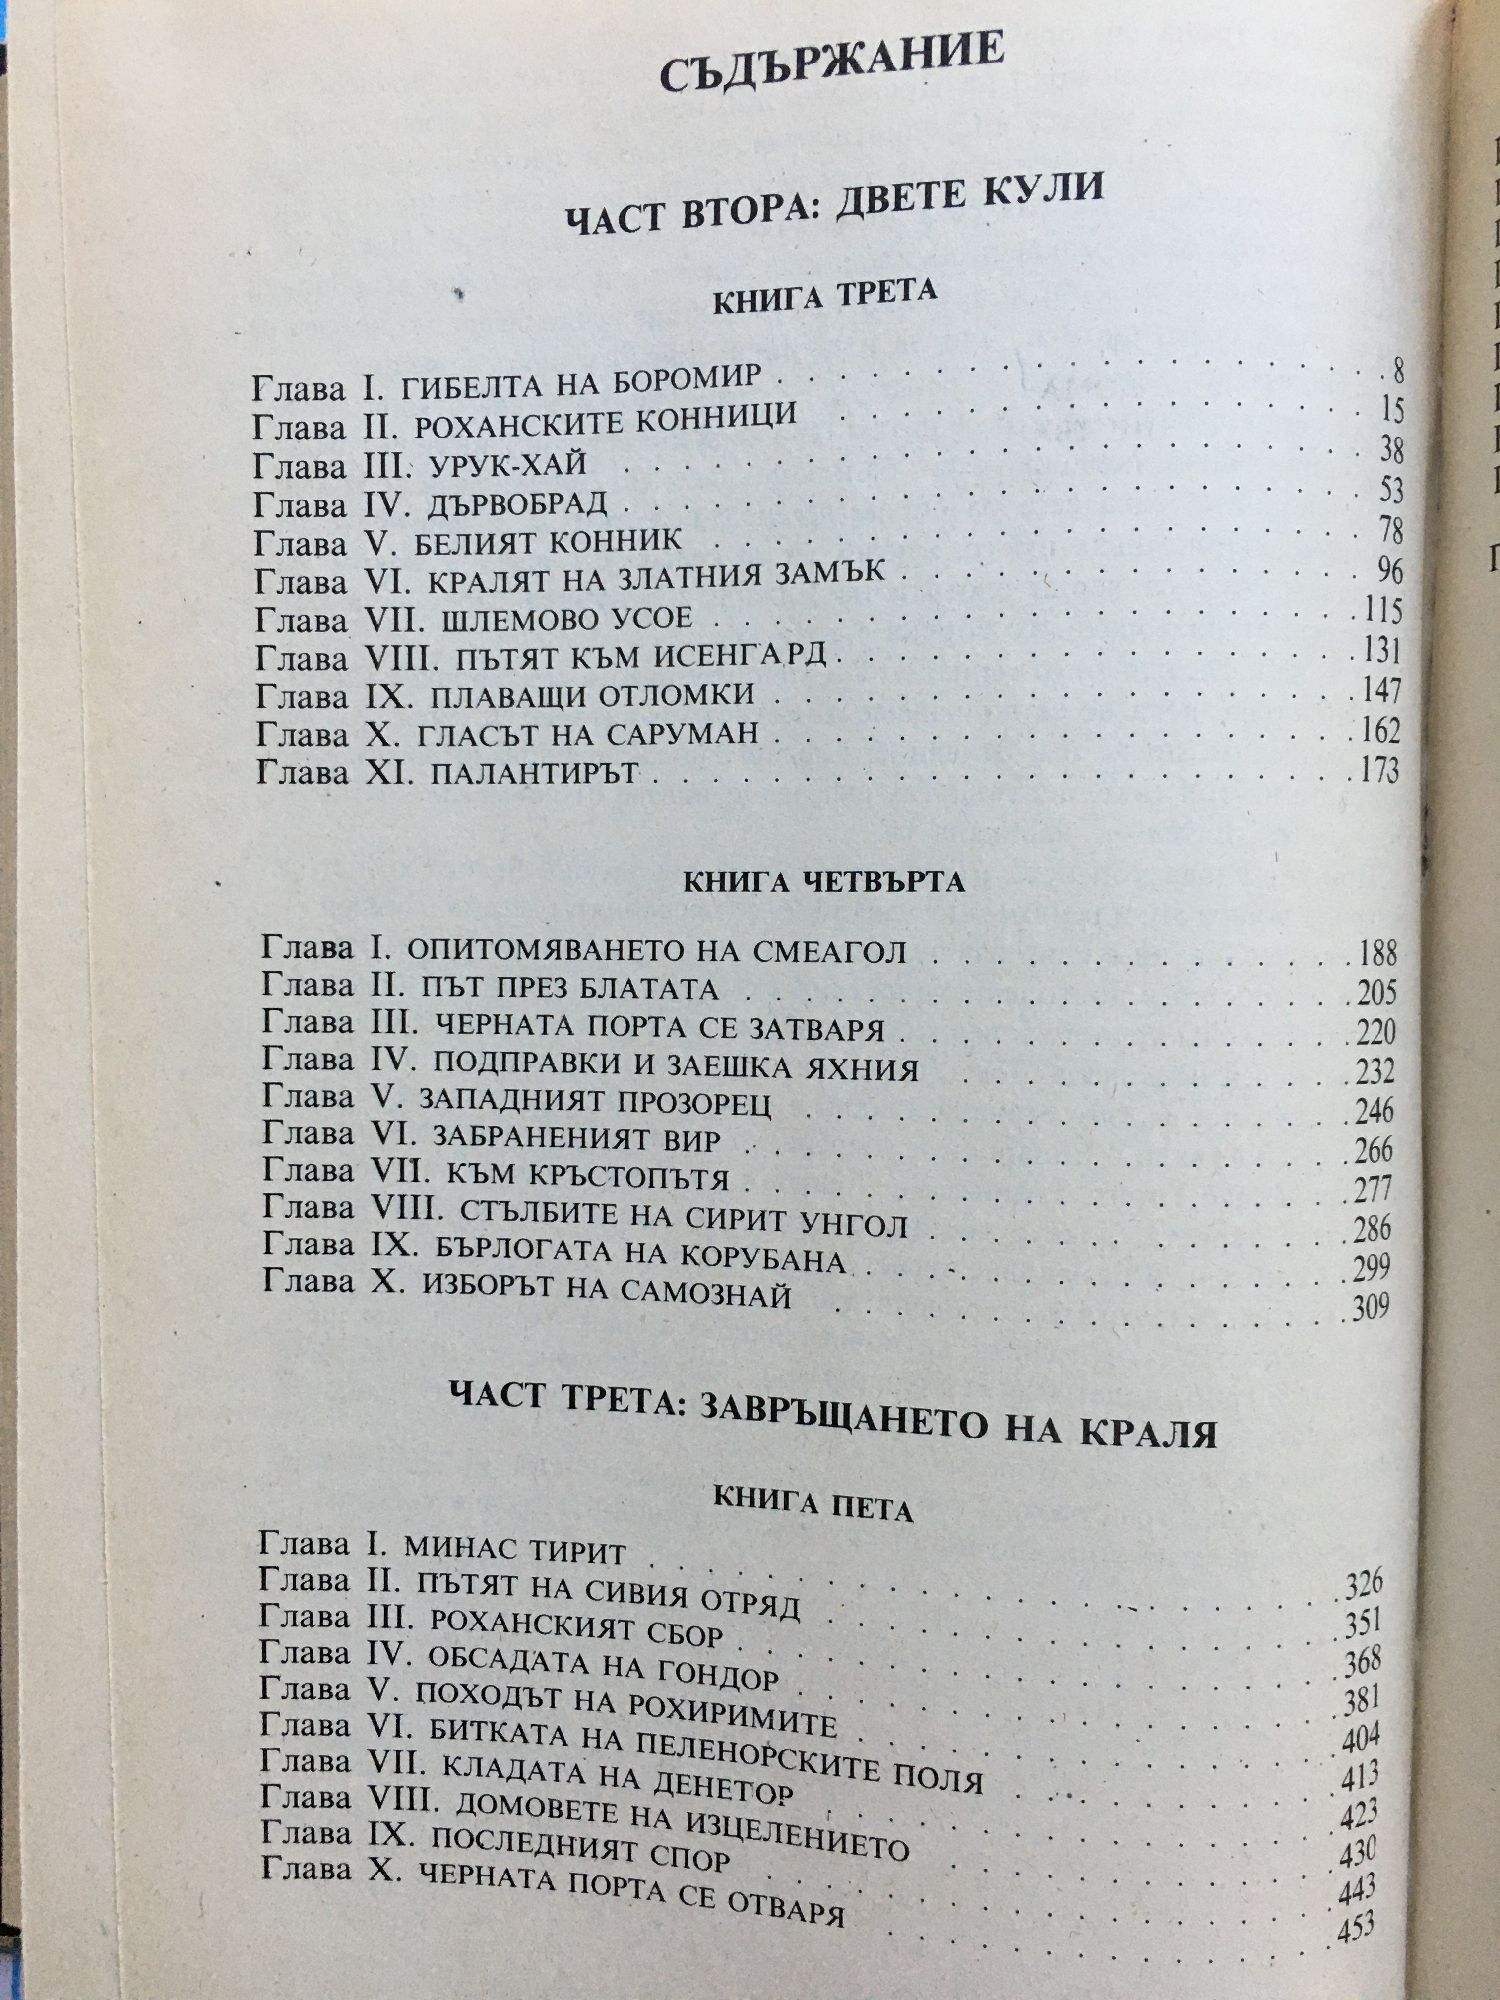 СЪДЪРЖАНИЕ
ЧАСТ ВТОРА: ДВЕТЕ КУЛИ
КНИГА ТРЕТА
Глава I. ГИБЕЛТА НА БОРОМИР . . . . . . . . . . . . . . . . . . . . 8
Глава II. РОХАНСКИТЕ КОННИЦИ . . . . . . . . . . . . . . . . . . 15
Глава III. УРУК-ХАЙ . . . . . . . . . . . . . . . . . . . . . . . . 38
Глава IV. ДЪРВОБРАД . . . . . . . . . . . . . . . . . . . . . . . . 53
Глава V. БЕЛИЯТ КОННИК . . . . . . . . . . . . . . . . . . . . . 78
Глава VI. КРАЛЯТ НА ЗЛАТНИЯ ЗАМЪК . . . . . . . . . . . . . . . 96
Глава VII. ШЛЕМОВО УСОЕ . . . . . . . . . . . . . . . . . . . . . 115
Глава VIII. ПЪТЯТ КЪМ ИСЕНГАРД . . . . . . . . . . . . . . . . . 131
Глава IX. ПЛАВАЩИ ОТЛОМКИ . . . . . . . . . . . . . . . . . . . 147
Глава X. ГЛАСЪТ НА САРУМАН . . . . . . . . . . . . . . . . . . . 162
Глава XI. ПАЛАНТИРЪТ . . . . . . . . . . . . . . . . . . . . . . . 173
КНИГА ЧЕТВЪРТА
Глава I. ОПИТОМЯВАНЕТО НА СМЕАГОЛ . . . . . . . . . . . . . . 188
Глава II. ПЪТ ПРЕЗ БЛАТАТА . . . . . . . . . . . . . . . . . . . . 205
Глава III. ЧЕРНАТА ПОРТА СЕ ЗАТВАРЯ . . . . . . . . . . . . . . . 220
Глава IV. ПОДПРАВКИ И ЗАЕШКА ЯХНИЯ . . . . . . . . . . . . . 232
Глава V. ЗАПАДНИЯТ ПРОЗОРЕЦ . . . . . . . . . . . . . . . . . . 246
Глава VI. ЗАБРАНЕНИЯТ ВИР . . . . . . . . . . . . . . . . . . . . 266
Глава VII. КЪМ КРЪСТОПЪТЯ . . . . . . . . . . . . . . . . . . . . 277
Глава VIII. СТЪЛБИТЕ НА СИРИТ УНГОЛ . . . . . . . . . . . . . . 286
Глава IX. БЪРЛОГАТА НА КОРУБАНА . . . . . . . . . . . . . . . . 299
Глава X. ИЗБОРЪТ НА САМОЗНАЙ . . . . . . . . . . . . . . . . . 309
ЧАСТ ТРЕТА: ЗАВРЪЩАНЕТО НА КРАЛЯ
КНИГА ПЕТА
Глава I. МИНАС ТИРИТ . . . . . . . . . . . . . . . . . . . . . . . 326
Глава II. ПЪТЯТ НА СИВИЯ ОТРЯД . . . . . . . . . . . . . . . . . 351
Глава III. РОХАНСКИЯТ СБОР . . . . . . . . . . . . . . . . . . . . 368
Глава IV. ОБСАДАТА НА ГОНДОР . . . . . . . . . . . . . . . . . . 381
Глава V. ПОХОДЪТ НА РОХИРИМИТЕ . . . . . . . . . . . . . . . . 404
Глава VI. БИТКАТА НА ПЕЛЕНОРСКИТЕ ПОЛЯ . . . . . . . . . . . 413
Глава VII. КЛАДАТА НА ДЕНЕТОР . . . . . . . . . . . . . . . . . 423
Глава VIII. ДОМОВЕТЕ НА ИЗЦЕЛЕНИЕТО . . . . . . . . . . . . . 430
Глава IX. ПОСЛЕДНИЯТ СПОР . . . . . . . . . . . . . . . . . . . 443
Глава X. ЧЕРНАТА ПОРТА СЕ ОТВАРЯ . . . . . . . . . . . . . . . 453